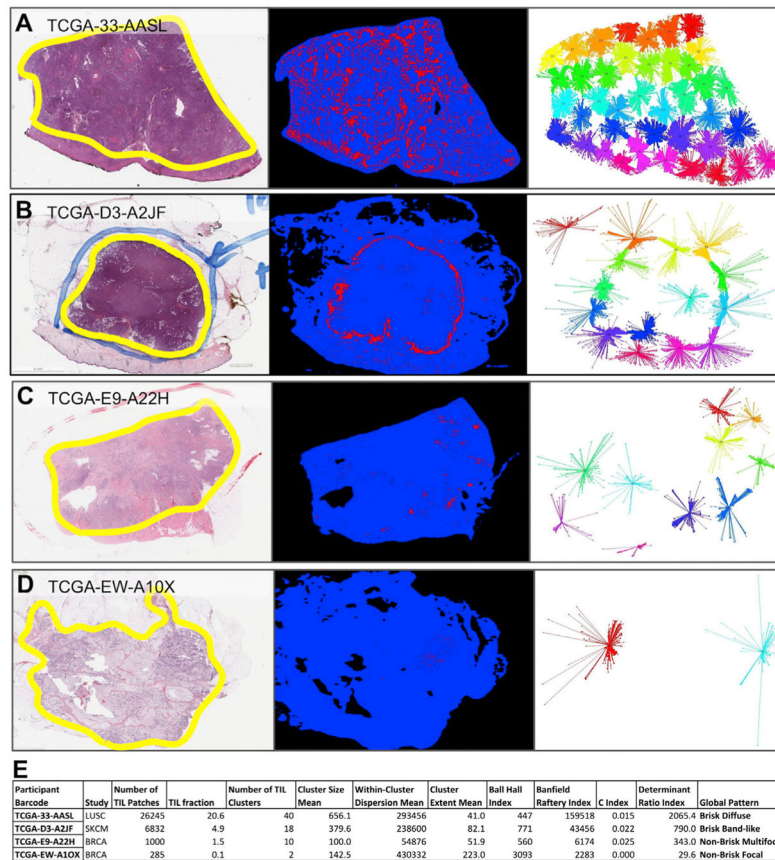 A TCGA-33-AASL
B TCGA-D3-A2JF
C TCGA-E9-A22H
D TCGA-EW-A10X
E
Participant Barcode Study Number of TIL Patches TIL fraction Number of TIL Clusters Cluster Size Mean Within-Cluster Dispersion Mean Cluster Extent Mean Ball Hall Index Banfield Raftery Index C Index Determinant Ratio Index Global Pattern
TCGA-33-AASL LUSC 26245 20.6 40 656.1 293456 41.0 447 159518 0.015 2065.4 Brisk Diffuse
TCGA-D3-A2JF SKCM 6832 4.9 18 379.6 238600 82.1 771 43456 0.022 790.0 Brisk Band-like
TCGA-E9-A22H BRCA 1000 1.5 10 100.0 54876 51.9 560 6174 0.025 343.0 Non-Brisk Multifo
TCGA-EW-A1OX BRCA 285 0.1 2 142.5 430332 223.0 3093 2283 0.000 29.6 Non-Brisk Focal